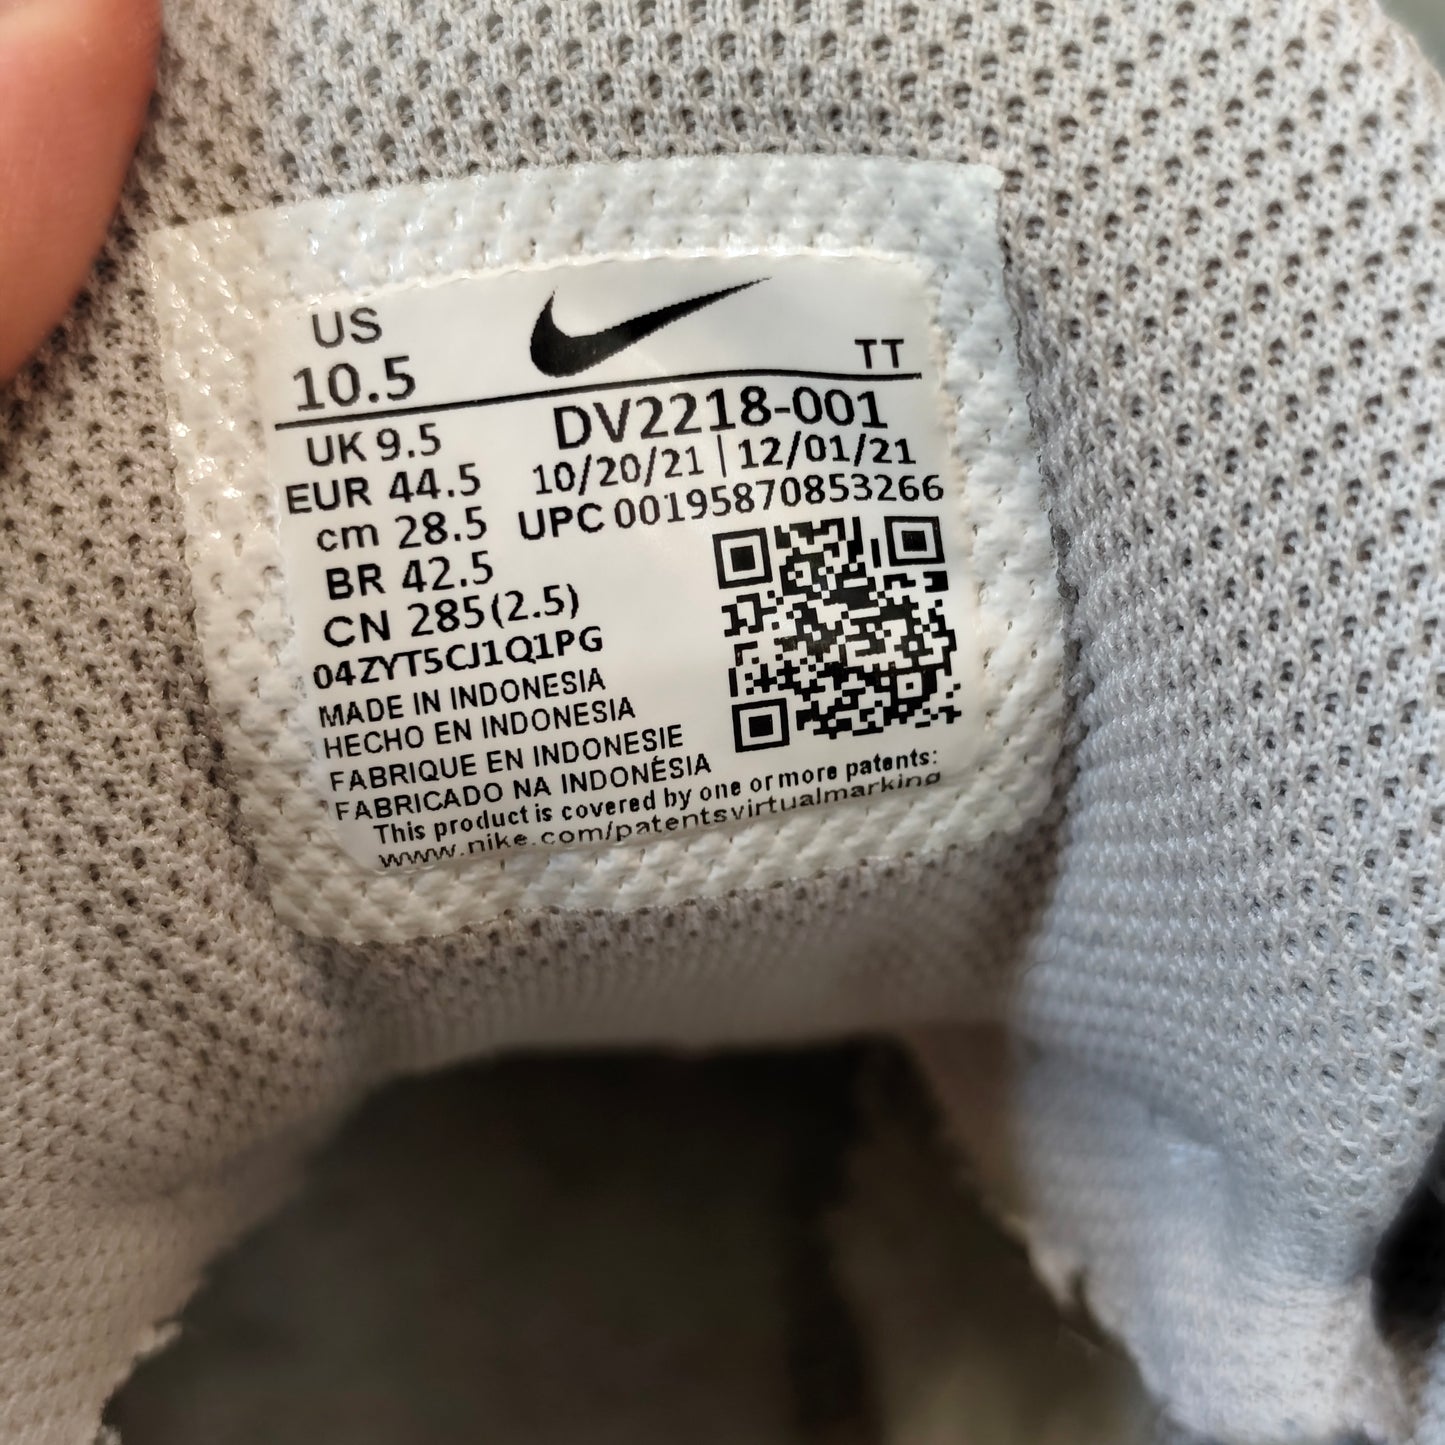 US
10.5
TT
UK 9.5
DV2218-001
EUR 44.5
10/20/21 | 12/01/21
cm 28.5
UPC 00195870853266
BR 42.5
CN 285(2.5)
04ZYT5CJ1Q1PG
MADE IN INDONESIA
HECHO EN INDONESIA
FABRIQUE EN INDONESIE
FABRICADO NA INDONÉSIA
This product is covered by one or more patents:
www.nike.com/patentsvirtualmarking